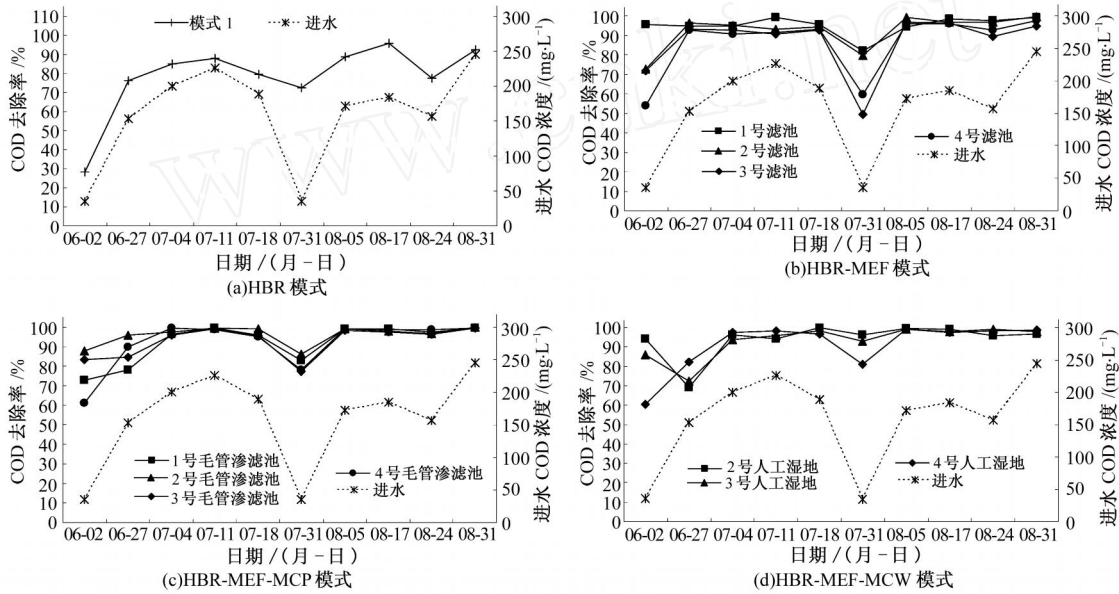 模式1
进水
COD 去除率 /%
110
100
90
80
70
60
50
40
30
20
10
0
300
250
200
150
100
50
0
进水 COD 浓度 /(mg·L⁻¹)
06-02 06-27 07-04 07-11 07-18 07-31 08-05 08-17 08-24 08-31
日期 /(月-日)
(a)HBR 模式
COD 去除率 /%
100
90
80
70
60
50
40
30
20
10
0
1号滤池
2号滤池
3号滤池
4号滤池
进水
300
250
200
150
100
50
0
进水 COD 浓度 /(mg·L⁻¹)
06-02 06-27 07-04 07-11 07-18 07-31 08-05 08-17 08-24 08-31
日期 /(月-日)
(b)HBR-MEF 模式
COD 去除率 /%
100
90
80
70
60
50
40
30
20
10
0
1号毛管渗滤池
2号毛管渗滤池
3号毛管渗滤池
4号毛管渗滤池
进水
300
250
200
150
100
50
0
进水 COD 浓度 /(mg·L⁻¹)
06-02 06-27 07-04 07-11 07-18 07-31 08-05 08-17 08-24 08-31
日期 /(月-日)
(c)HBR-MEF-MCP 模式
COD 去除率 /%
100
90
80
70
60
50
40
30
20
10
0
2号人工湿地
3号人工湿地
4号人工湿地
进水
300
250
200
150
100
50
0
进水 COD 浓度 /(mg·L⁻¹)
06-02 06-27 07-04 07-11 07-18 07-31 08-05 08-17 08-24 08-31
日期 /(月-日)
(d)HBR-MEF-MCW 模式